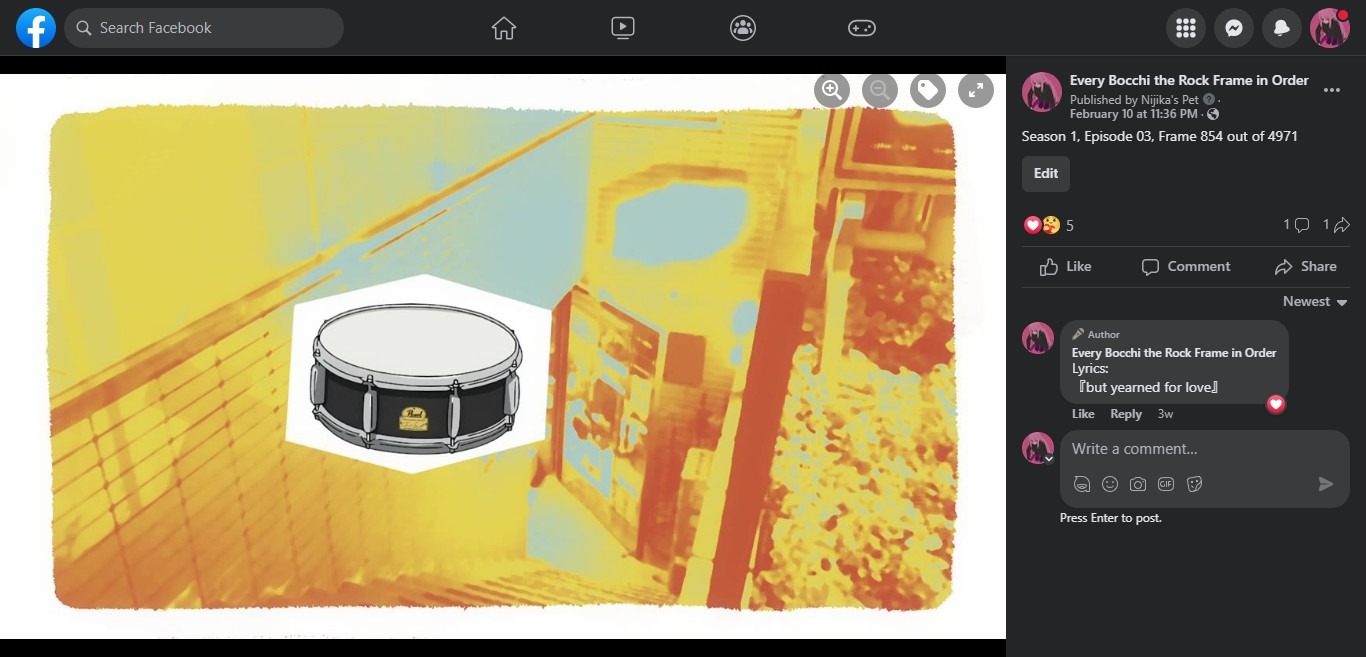 Search Facebook
Every Bocchi the Rock Frame in Order
Published by Nijika's Pet ·
February 10 at 11:36 PM ·
Season 1, Episode 03, Frame 854 out of 4971
Edit
5
1
1
Like
Comment
Share
Newest
Author
Every Bocchi the Rock Frame in Order
Lyrics:
『but yearned for love』
Like Reply 3w
Write a comment...
GIF
Press Enter to post.
Pearl